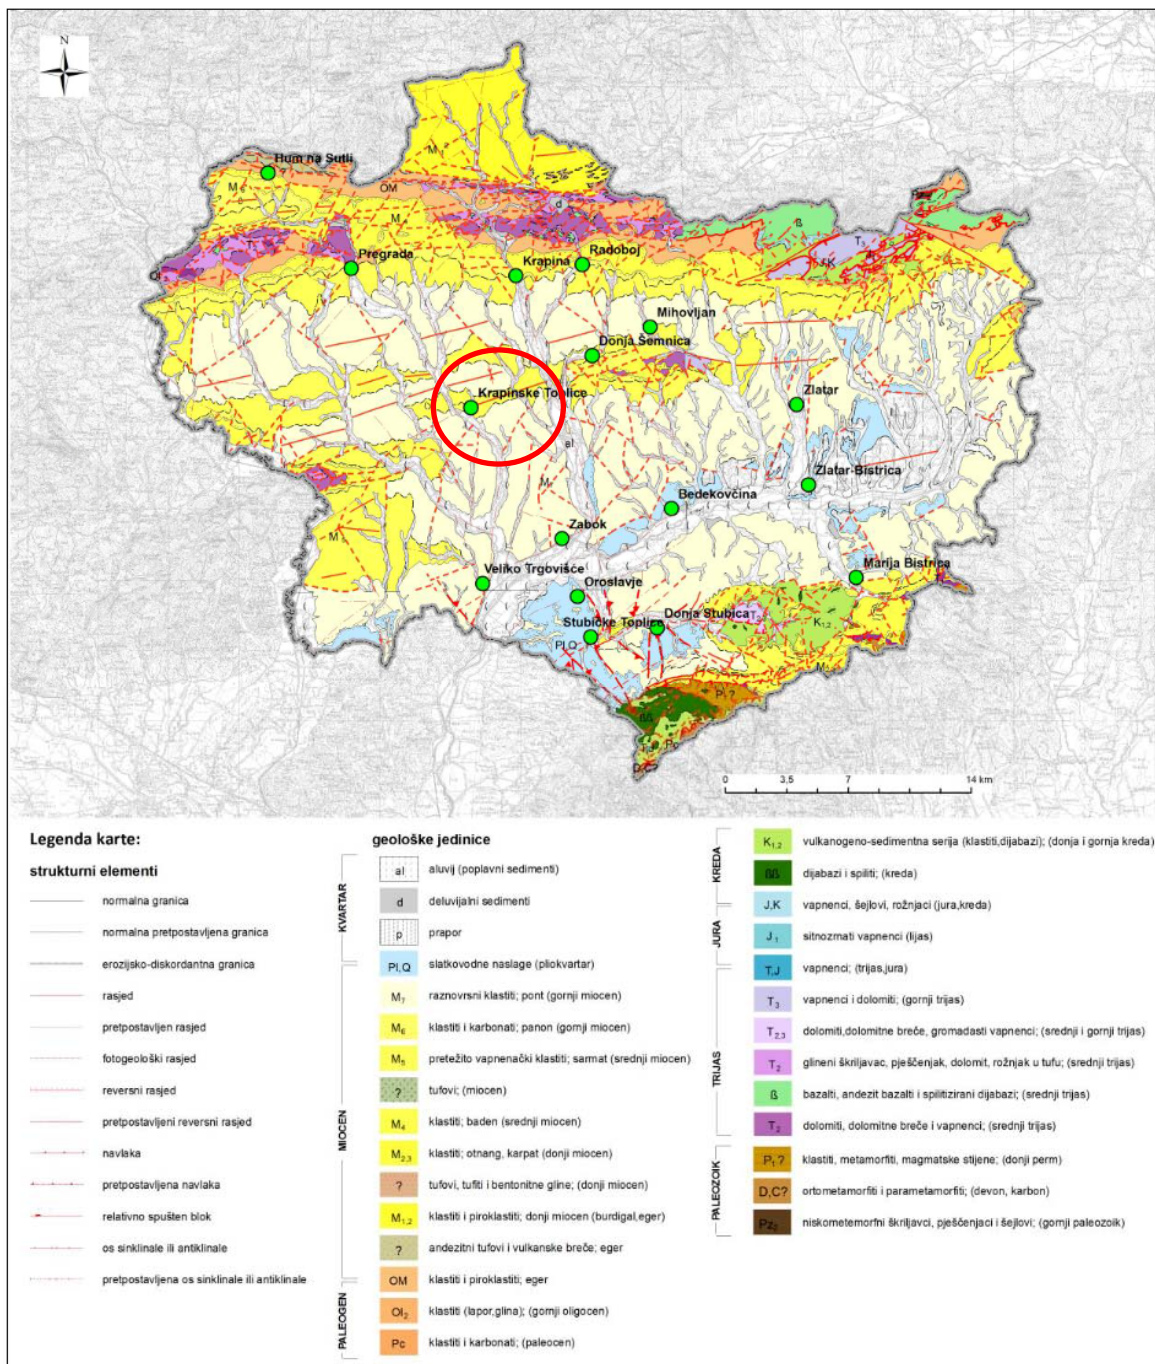 N
Hum na Sutli
M
OM
M
d
ß
T3
J,K
T
Ol
Pregrada
Krapina
Radoboj
Mihovljan
Donja Šemnica
Krapinske Toplice
Zlatar
al
Zlatar-Bistrica
M
Bedekovčina
Zabok
M
Veliko Trgovišće
Marija Bistrica
Oroslavje
Donja Stubica
T
K1,2
Stubičke Toplice
Pl,Q
M
P1?
ßß
Pc
D,C?
0 3,5 7 14 km
Legenda karte:
strukturni elementi
normalna granica
normalna pretpostavljena granica
erozijsko-diskordantna granica
rasjed
pretpostavljen rasjed
fotogeološki rasjed
reversni rasjed
pretpostavljeni reversni rasjed
navlaka
pretpostavljena navlaka
relativno spušten blok
os sinklinale ili antiklinale
pretpostavljena os sinklinale ili antiklinale
geološke jedinice
KVARTAR
al aluvij (poplavni sedimenti)
d deluvijalni sedimenti
p prapor
MIOCEN
Pl,Q slatkovodne naslage (pliokvartar)
M7 raznovrsni klastiti; pont (gornji miocen)
M6 klastiti i karbonati; panon (gornji miocen)
M5 pretežito vapnenački klastiti; sarmat (srednji miocen)
? tufovi; (miocen)
M4 klastiti; baden (srednji miocen)
M2,3 klastiti; otnang, karpat (donji miocen)
? tufovi, tufiti i bentonitne gline; (donji miocen)
M1,2 klastiti i piroklastiti; donji miocen (burdigal,eger)
? andezitni tufovi i vulkanske breče; eger
PALEOGEN
OM klastiti i piroklastiti; eger
Ol2 klastiti (lapor,glina); (gornji oligocen)
Pc klastiti i karbonati; (paleocen)
KREDA
K1,2 vulkanogeno-sedimentna serija (klastiti,dijabazi); (donja i gornja kreda)
ßß dijabazi i spiliti; (kreda)
JURA
J,K vapnenci, šejlovi, rožnjaci (jura,kreda)
J1 sitnozrnati vapnenci (lijas)
TRIJAS
T,J vapnenci; (trijas,jura)
T3 vapnenci i dolomiti; (gornji trijas)
T2,3 dolomiti,dolomitne breče, gromadasti vapnenci; (srednji i gornji trijas)
T2 glineni škriljavac, pješčenjak, dolomit, rožnjak u tufu; (srednji trijas)
ß bazalti, andezit bazalti i spilitizirani dijabazi; (srednji trijas)
T2 dolomiti, dolomitne breče i vapnenci; (srednji trijas)
PALEOZOIK
P1? klastiti, metamorfiti, magmatske stijene; (donji perm)
D,C? ortometamorfiti i parametamorfiti; (devon, karbon)
Pz2 niskometemorfni škriljavci, pješčenjaci i šejlovi; (gornji paleozoik)